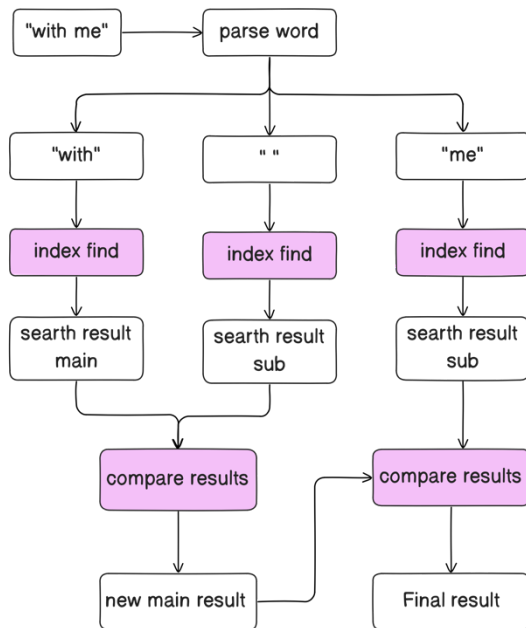 "with me"
parse word
"with"
" "
"me"
index find
index find
index find
searth result
main
searth result
sub
searth result
sub
compare results
compare results
new main result
Final result